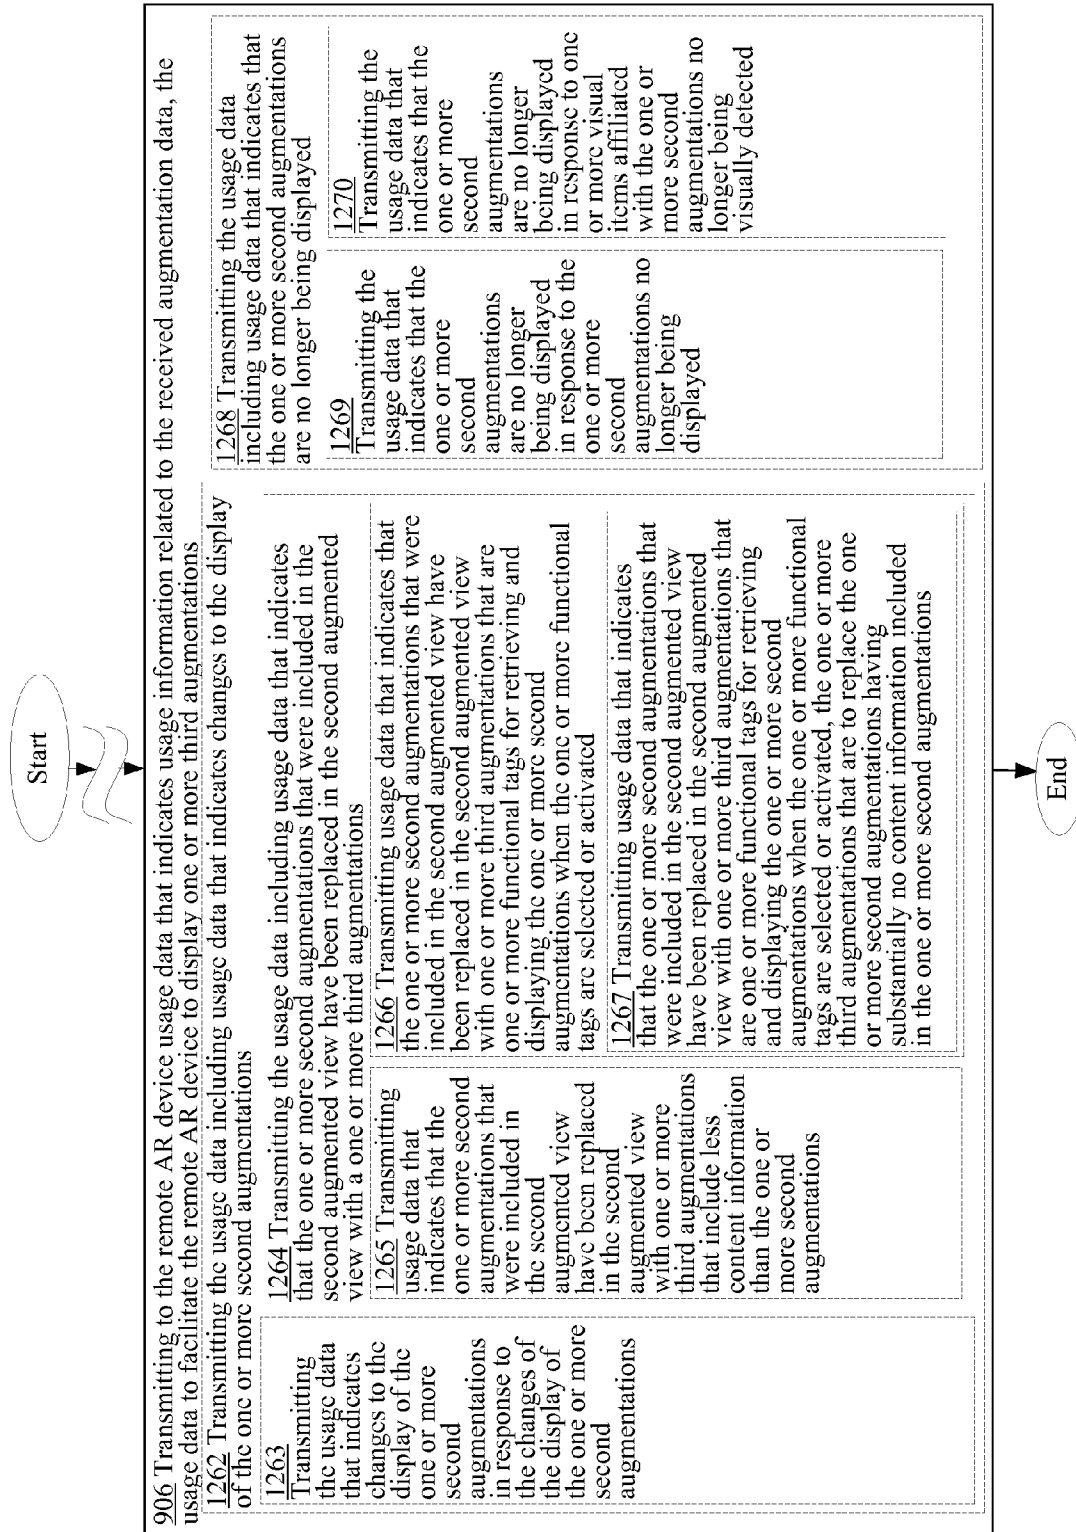 Start
906 Transmitting to the remote AR device usage data that indicates usage information related to the received augmentation data, the
usage data to facilitate the remote AR device to display one or more third augmentations
1262 Transmitting the usage data including usage data that indicates changes to the display
of the one or more second augmentations
1263
Transmitting
the usage data
that indicates
changes to the
display of the
one or more
second
augmentations
in response to
the changes of
the display of
the one or more
second
augmentations
1264 Transmitting the usage data including usage data that indicates
that the one or more second augmentations that were included in the
second augmented view have been replaced in the second augmented
view with a one or more third augmentations
1265 Transmitting
usage data that
indicates that the
one or more second
augmentations that
were included in
the second
augmented view
have been replaced
in the second
augmented view
with one or more
third augmentations
that include less
content information
than the one or
more second
augmentations
1266 Transmitting usage data that indicates that
the one or more second augmentations that were
included in the second augmented view have
been replaced in the second augmented view
with one or more third augmentations that are
one or more functional tags for retrieving and
displaying the one or more second
augmentations when the one or more functional
tags are selected or activated
1267 Transmitting usage data that indicates
that the one or more second augmentations that
were included in the second augmented view
have been replaced in the second augmented
view with one or more third augmentations that
are one or more functional tags for retrieving
and displaying the one or more second
augmentations when the one or more functional
tags are selected or activated, the one or more
third augmentations that are to replace the one
or more second augmentations having
substantially no content information included
in the one or more second augmentations
1268 Transmitting the usage data
including usage data that indicates that
the one or more second augmentations
are no longer being displayed
1269
Transmitting the
usage data that
indicates that the
one or more
second
augmentations
are no longer
being displayed
in response to the
one or more
second
augmentations no
longer being
displayed
1270
Transmitting the
usage data that
indicates that the
one or more
second
augmentations
are no longer
being displayed
in response to one
or more visual
items affiliated
with the one or
more second
augmentations no
longer being
visually detected
End